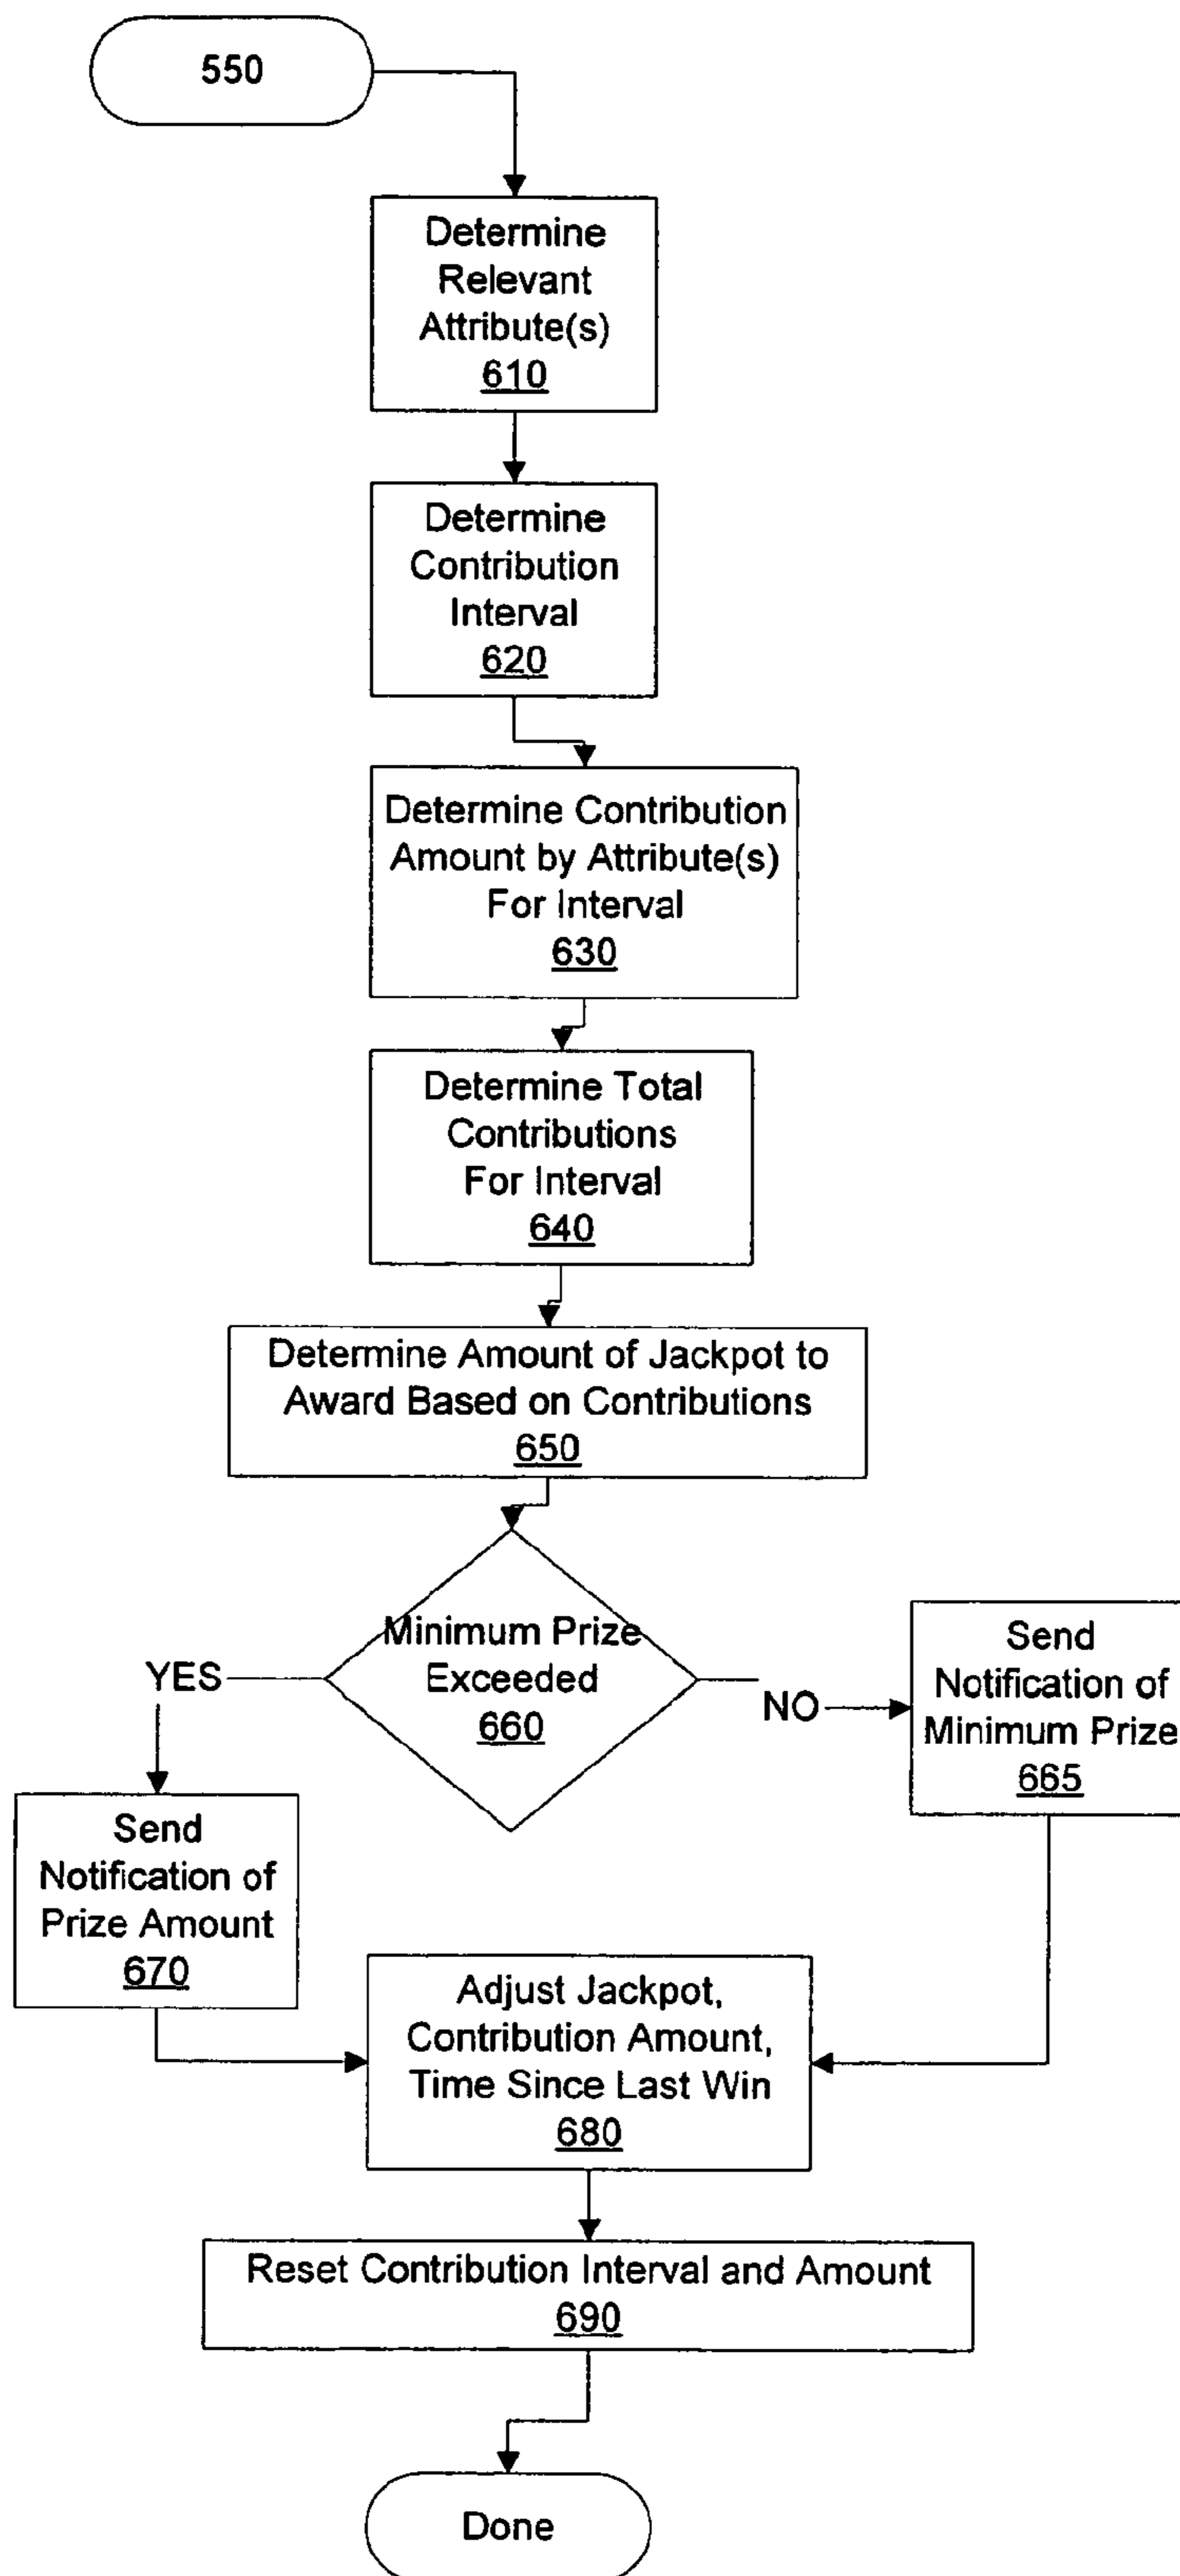 550
Determine
Relevant
Attribute(s)
610
Determine
Contribution
Interval
620
Determine Contribution
Amount by Attribute(s)
For Interval
630
Determine Total
Contributions
For Interval
640
Determine Amount of Jackpot to
Award Based on Contributions
650
Minimum Prize
Exceeded
660
YES
NO
Send
Notification of
Minimum Prize
665
Send
Notification of
Prize Amount
670
Adjust Jackpot,
Contribution Amount,
Time Since Last Win
680
Reset Contribution Interval and Amount
690
Done